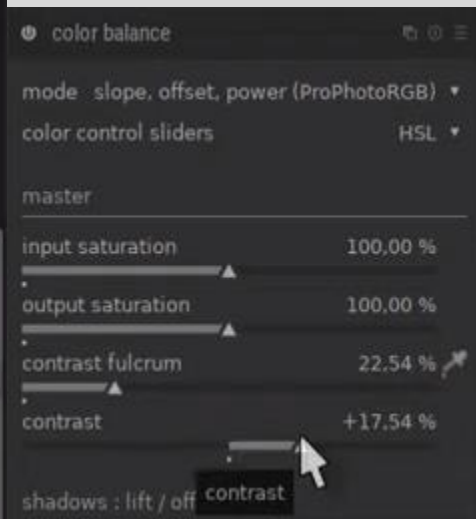 color balance
mode slope, offset, power (ProPhotoRGB)
color control sliders HSL
master
input saturation 100,00 %
output saturation 100,00 %
contrast fulcrum 22,54 %
contrast +17,54 %
shadows : lift / off
contrast